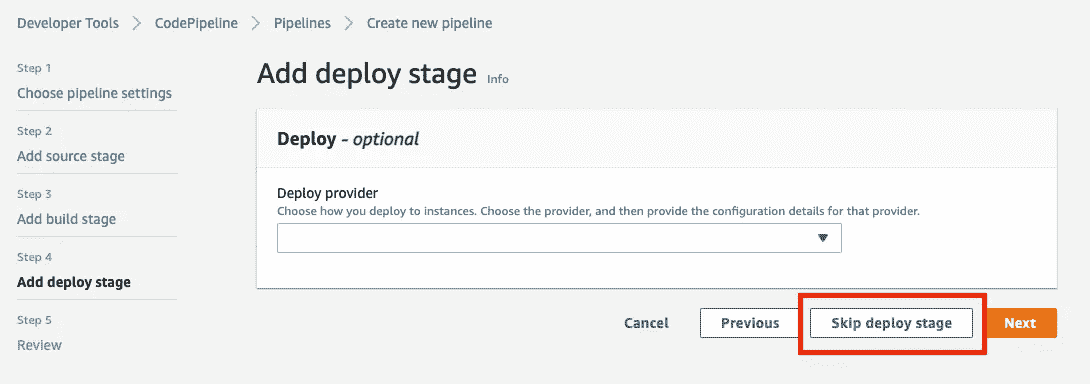 Developer Tools > CodePipeline > Pipelines > Create new pipeline
Step 1
Choose pipeline settings
Step 2
Add source stage
Step 3
Add build stage
Step 4
Add deploy stage
Step 5
Review
Add deploy stage Info
Deploy - optional
Deploy provider
Choose how you deploy to instances. Choose the provider, and then provide the configuration details for that provider.
Cancel Previous Skip deploy stage Next